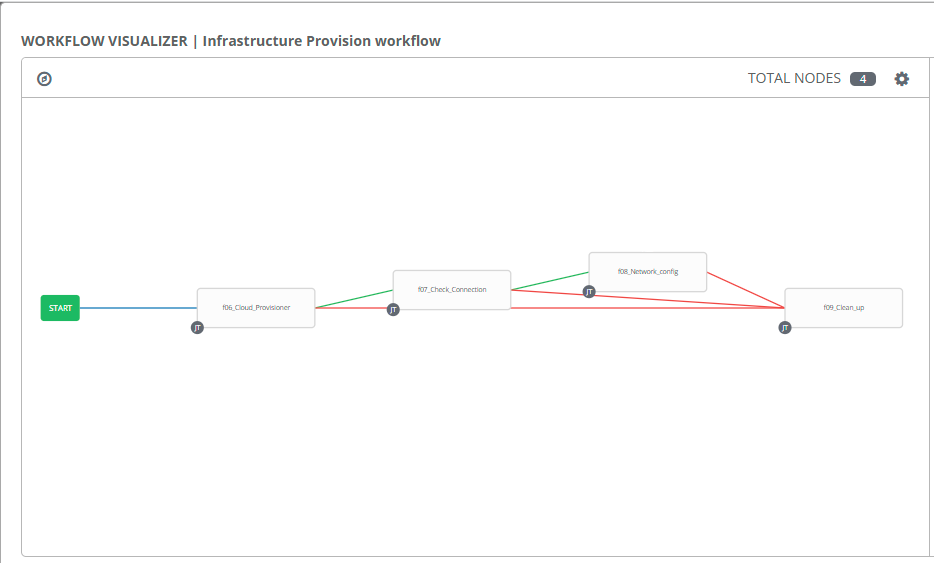 WORKFLOW VISUALIZER | Infrastructure Provision workflow
TOTAL NODES 4
f08_Network_config
JT
f07_Check_Connection
JT
START
f06_Cloud_Provisioner
JT
f09_Clean_up
JT